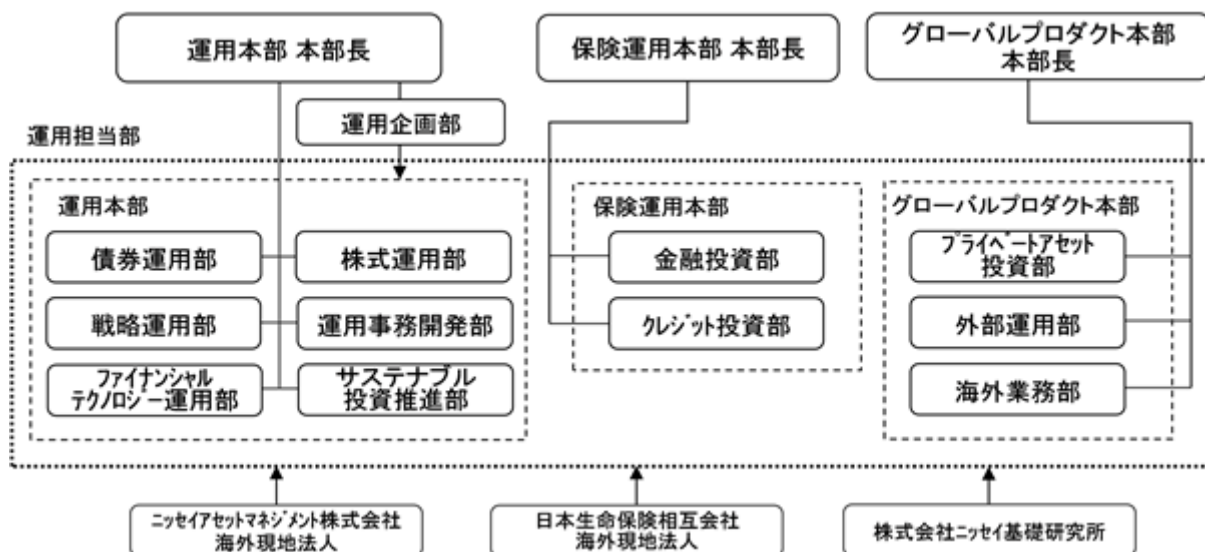 運用本部 本部長
保険運用本部 本部長
グローバルプロダクト本部
本部長
運用企画部
運用担当部
運用本部
保険運用本部
グローバルプロダクト本部
債券運用部
株式運用部
金融投資部
プライベートアセット
投資部
戦略運用部
運用事務開発部
クレジット投資部
外部運用部
ファイナンシャル
テクノロジー運用部
サステナブル
投資推進部
海外業務部
ニッセイアセットマネジメント株式会社
海外現地法人
日本生命保険相互会社
海外現地法人
株式会社ニッセイ基礎研究所